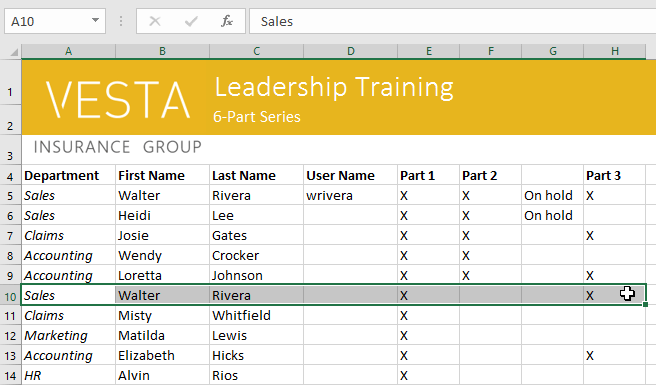 A10 fx Sales
A B C D E F G H
1 VESTA Leadership Training
2 6-Part Series
3 INSURANCE GROUP
4 Department First Name Last Name User Name Part 1 Part 2 Part 3
5 Sales Walter Rivera wrivera X X On hold X
6 Sales Heidi Lee X X On hold
7 Claims Josie Gates X X X
8 Accounting Wendy Crocker X X
9 Accounting Loretta Johnson X X X
10 Sales Walter Rivera X X
11 Claims Misty Whitfield X
12 Marketing Matilda Lewis X
13 Accounting Elizabeth Hicks X X
14 HR Alvin Rios X